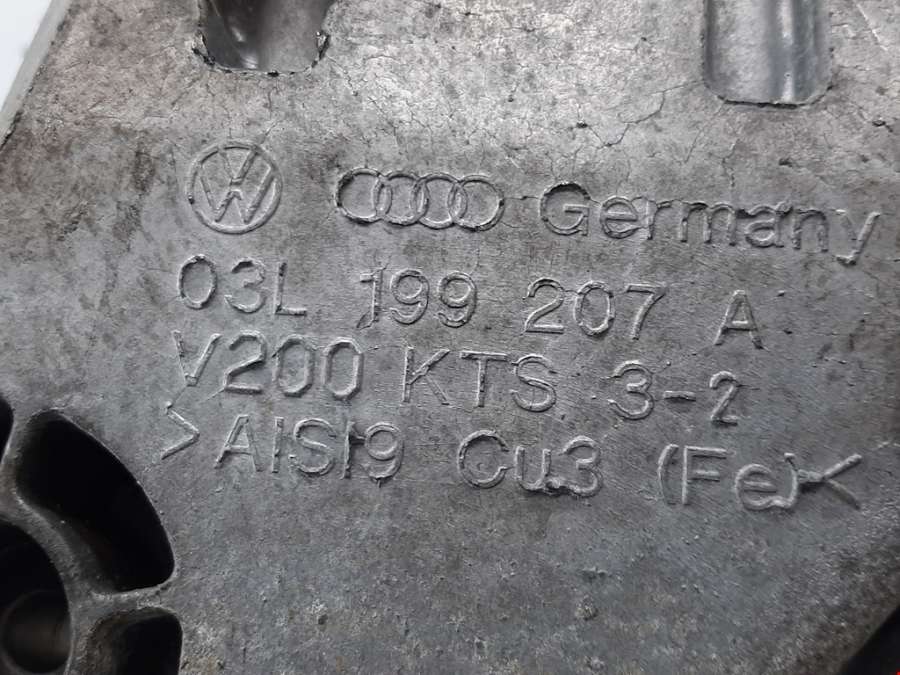 Germany
03L 199 207 A
V200 KTS 3-2
>AlSi9 Cu3 (Fe)<